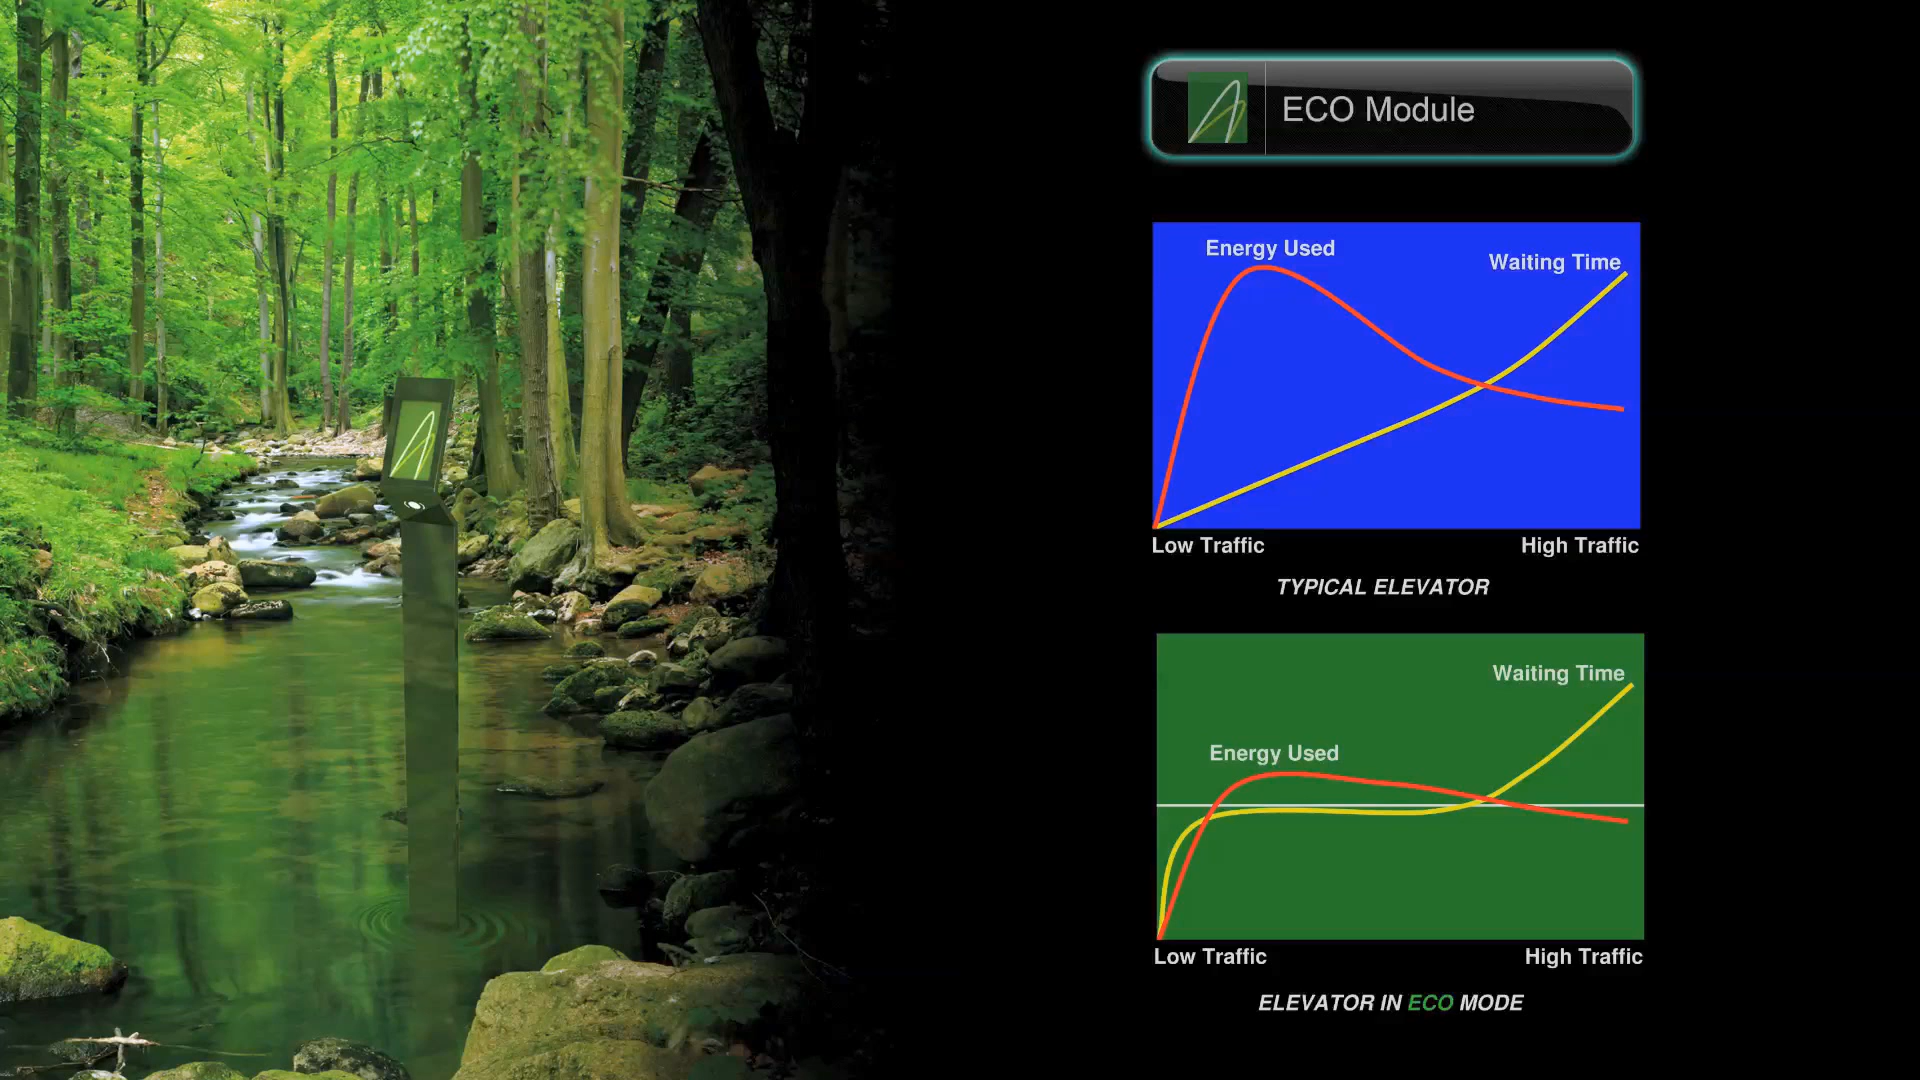 ECO Module
Energy Used
Waiting Time
Low Traffic
High Traffic
TYPICAL ELEVATOR
Waiting Time
Energy Used
Low Traffic
High Traffic
ELEVATOR IN ECO MODE